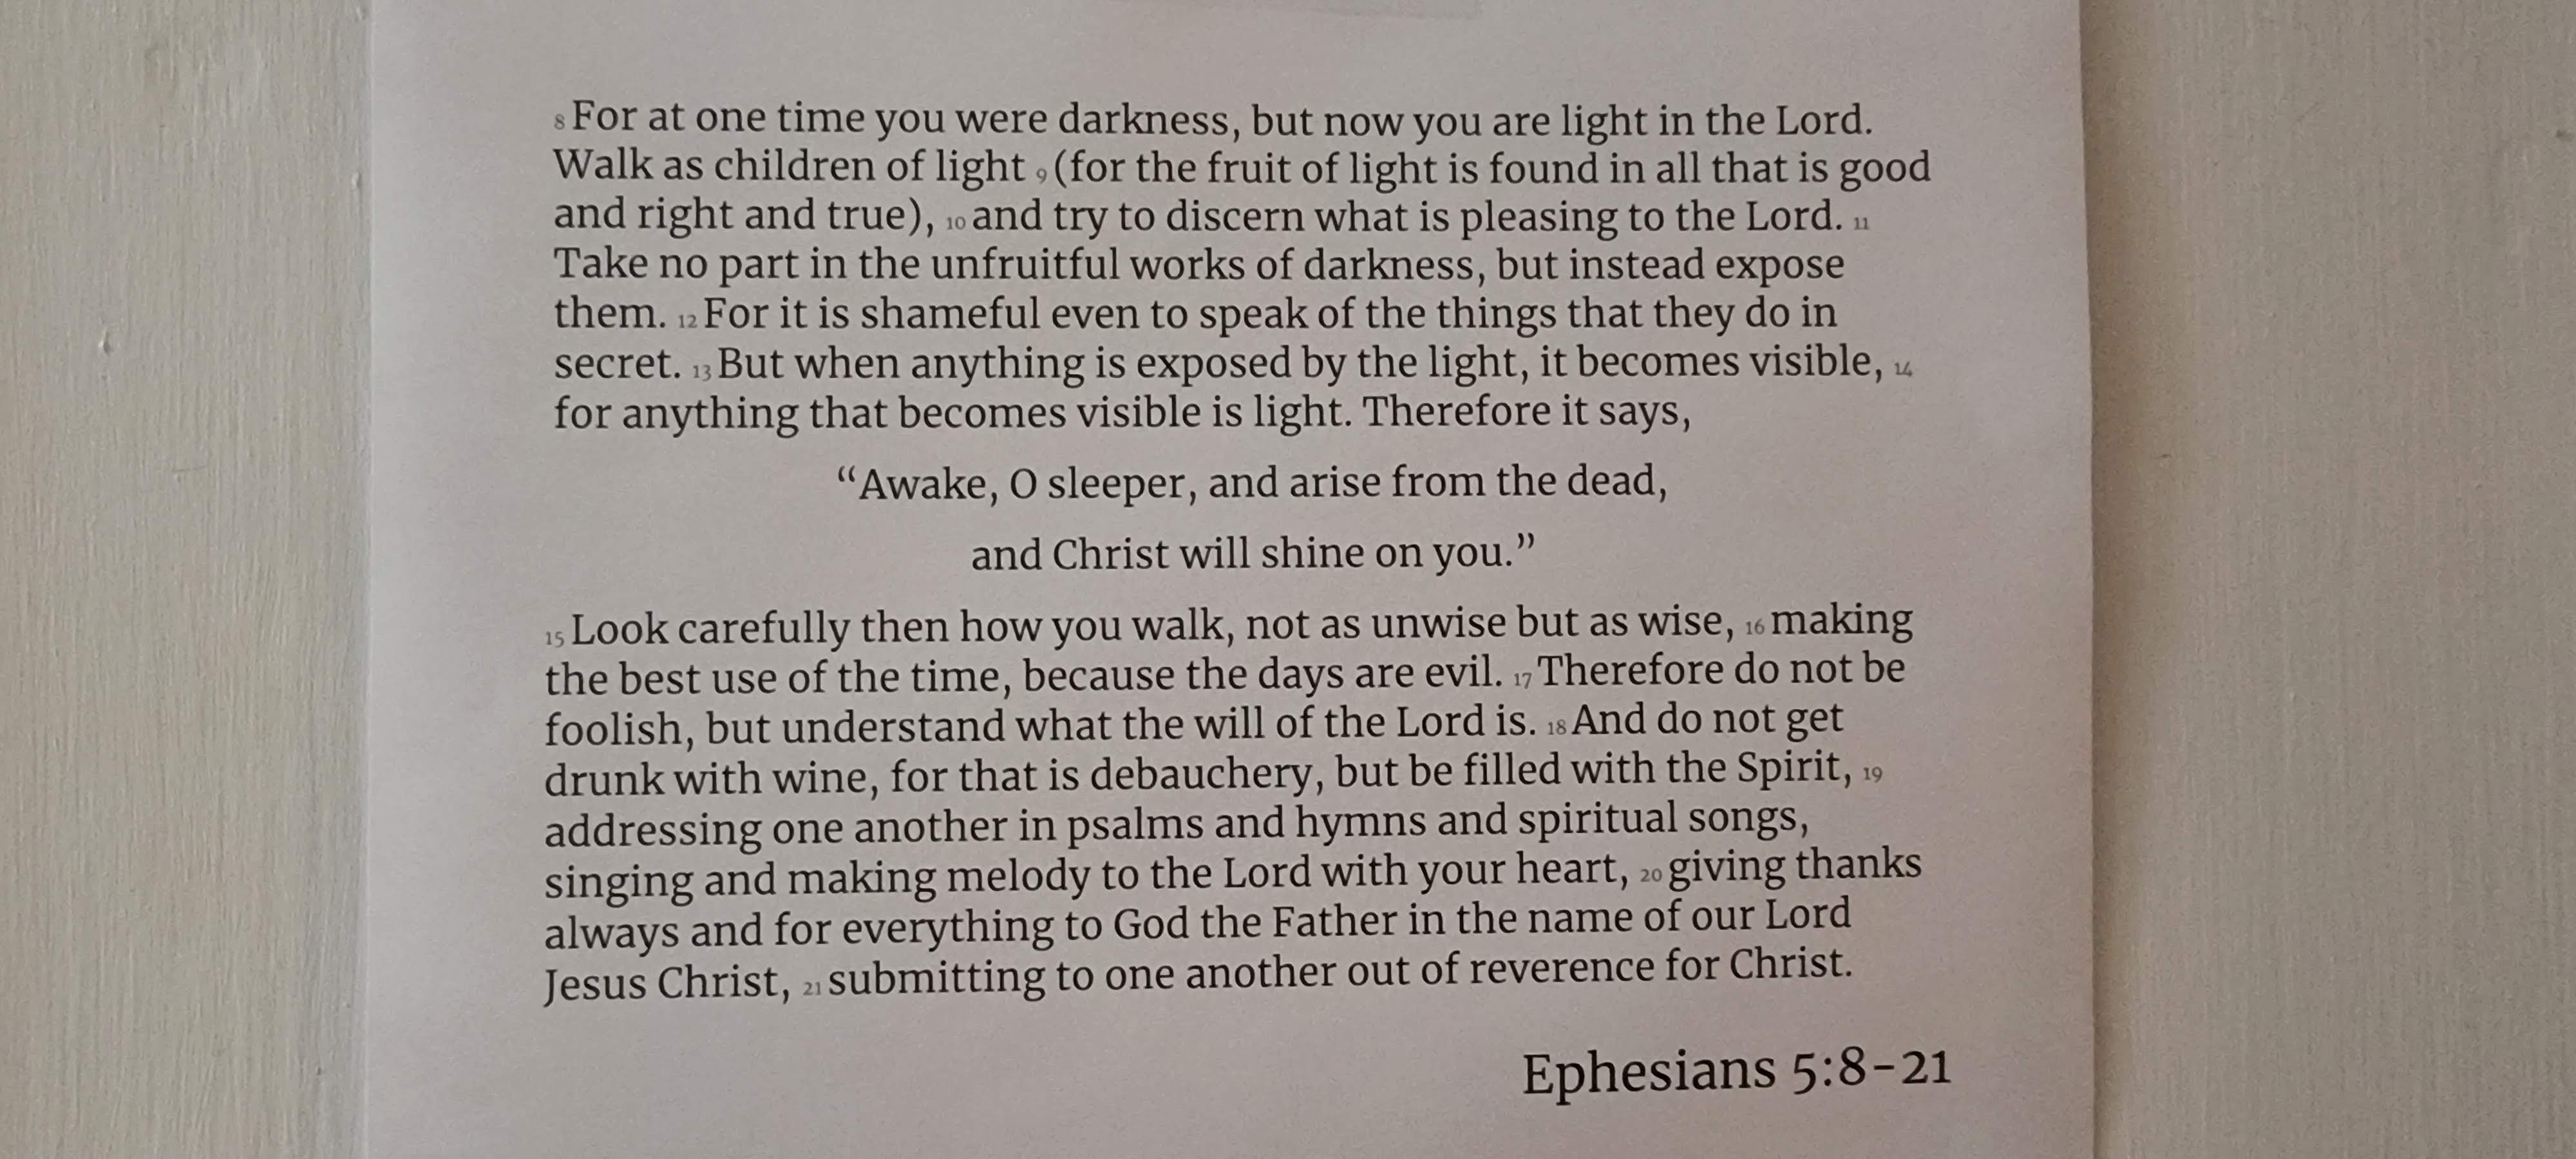 8 For at one time you were darkness, but now you are light in the Lord.
Walk as children of light 9 (for the fruit of light is found in all that is good
and right and true), 10 and try to discern what is pleasing to the Lord. 11
Take no part in the unfruitful works of darkness, but instead expose
them. 12 For it is shameful even to speak of the things that they do in
secret. 13 But when anything is exposed by the light, it becomes visible, 14
for anything that becomes visible is light. Therefore it says,
“Awake, O sleeper, and arise from the dead,
and Christ will shine on you.”
15 Look carefully then how you walk, not as unwise but as wise, 16 making
the best use of the time, because the days are evil. 17 Therefore do not be
foolish, but understand what the will of the Lord is. 18 And do not get
drunk with wine, for that is debauchery, but be filled with the Spirit, 19
addressing one another in psalms and hymns and spiritual songs,
singing and making melody to the Lord with your heart, 20 giving thanks
always and for everything to God the Father in the name of our Lord
Jesus Christ, 21 submitting to one another out of reverence for Christ.
Ephesians 5:8–21